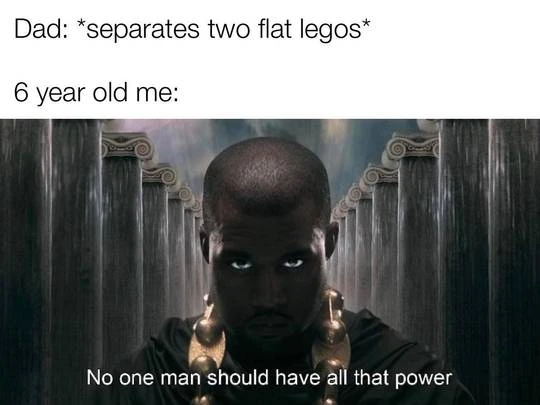 Dad: *separates two flat legos*
6 year old me:
No one man should have all that power